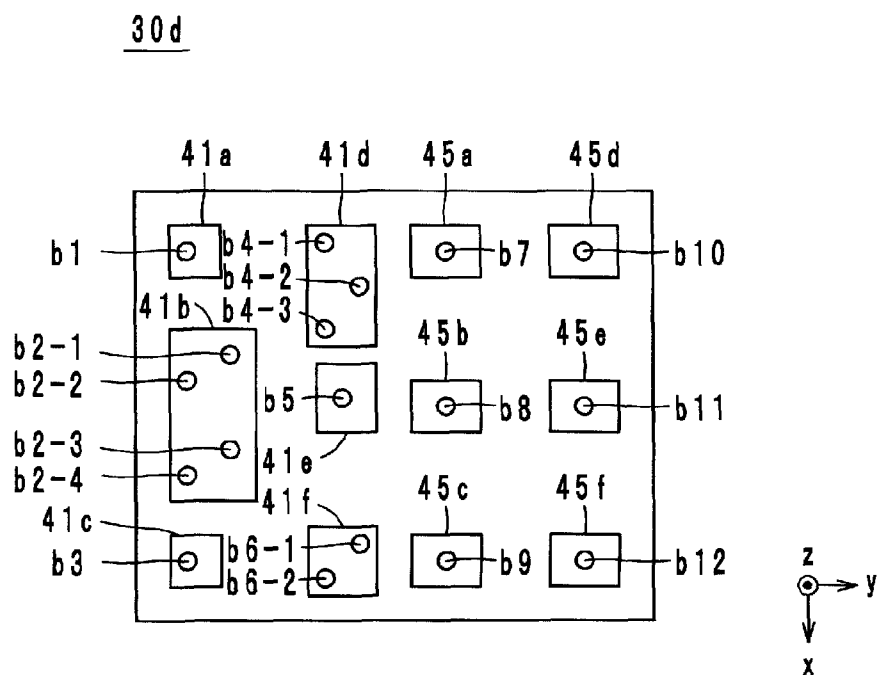 30d
41a 41d 45a 45d
b1 b4-1 b7 b10
b4-2
41b b4-3
b2-1 45b 45e
b2-2
b5 b8 b11
b2-3 41e
b2-4
41c 41f 45c 45f
b3 b6-1 b9 b12
b6-2
z
y
x